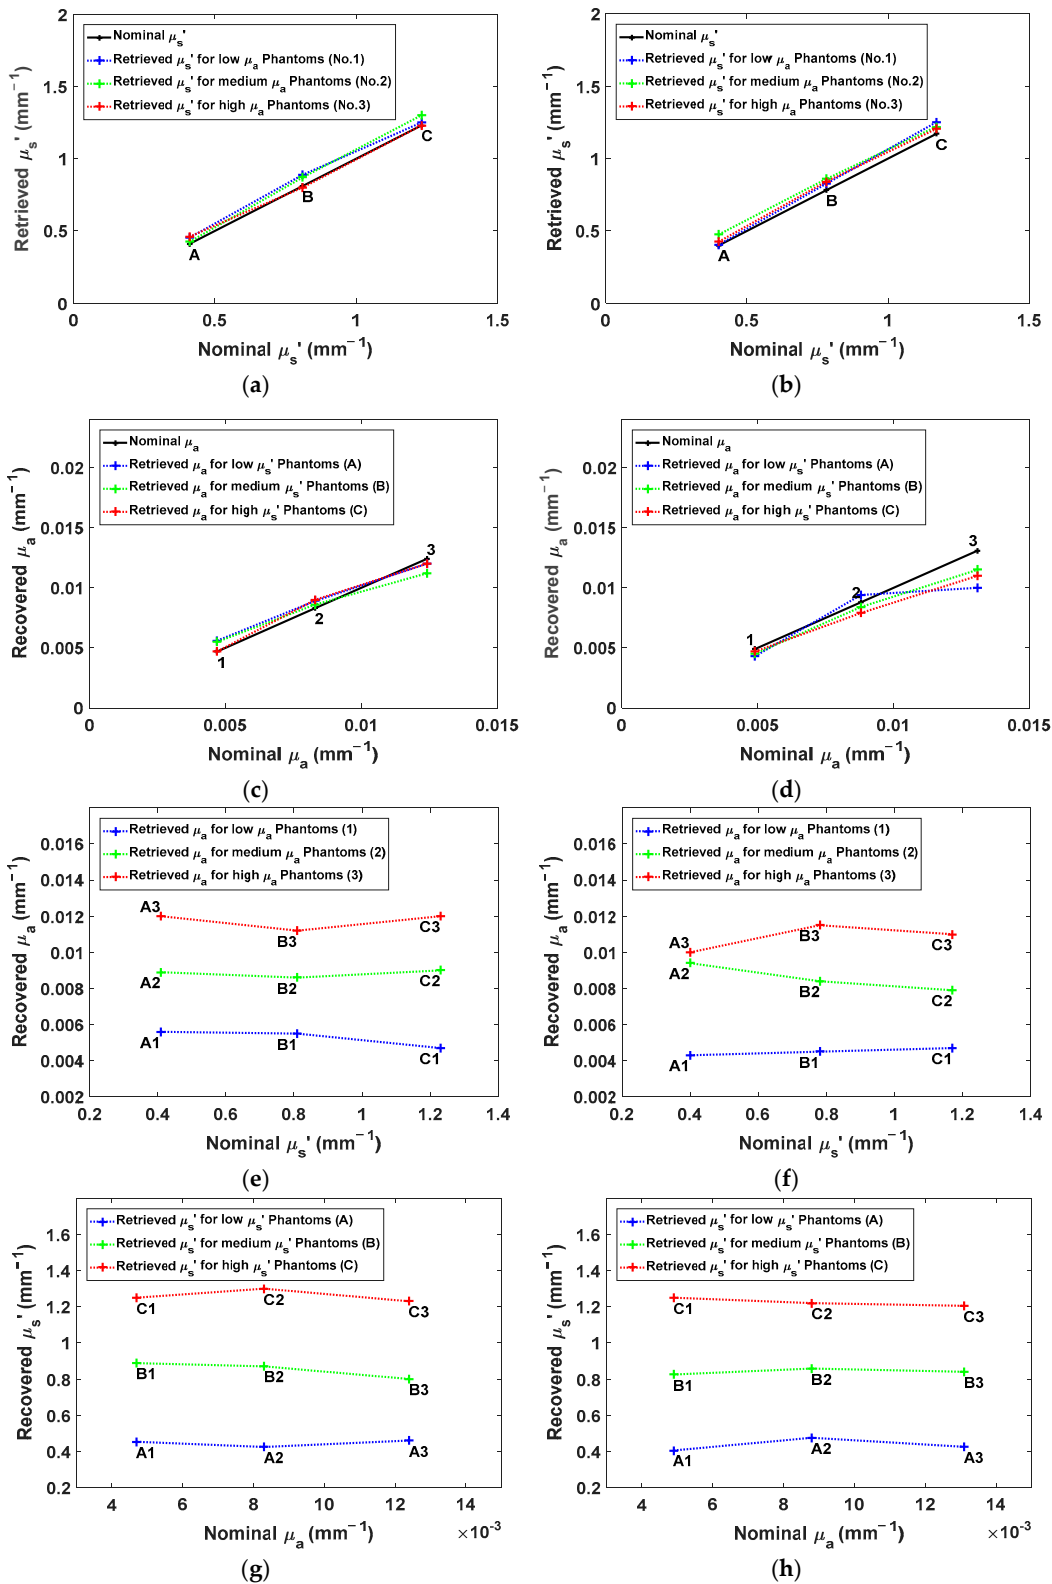 2
1.5
1
0.5
0
0
0.5
1
1.5
Retrieved μs' (mm−1)
Nominal μs' (mm−1)
Nominal μs'
Retrieved μs' for low μa Phantoms (No.1)
Retrieved μs' for medium μa Phantoms (No.2)
Retrieved μs' for high μa Phantoms (No.3)
A
B
C
(a)
2
1.5
1
0.5
0
0
0.5
1
1.5
Retrieved μs' (mm−1)
Nominal μs' (mm−1)
Nominal μs'
Retrieved μs' for low μa Phantoms (No.1)
Retrieved μs' for medium μa Phantoms (No.2)
Retrieved μs' for high μa Phantoms (No.3)
A
B
C
(b)
0.02
0.015
0.01
0.005
0
0
0.005
0.01
0.015
Recovered μa (mm−1)
Nominal μa (mm−1)
Nominal μa
Retrieved μa for low μs' Phantoms (A)
Retrieved μa for medium μs' Phantoms (B)
Retrieved μa for high μs' Phantoms (C)
1
2
3
(c)
0.02
0.015
0.01
0.005
0
0
0.005
0.01
0.015
Recovered μa (mm−1)
Nominal μa (mm−1)
Nominal μa
Retrieved μa for low μs' Phantoms (A)
Retrieved μa for medium μs' Phantoms (B)
Retrieved μa for high μs' Phantoms (C)
1
2
3
(d)
0.016
0.014
0.012
0.01
0.008
0.006
0.004
0.002
0.2
0.4
0.6
0.8
1
1.2
1.4
Recovered μa (mm−1)
Nominal μs' (mm−1)
Retrieved μa for low μa Phantoms (1)
Retrieved μa for medium μa Phantoms (2)
Retrieved μa for high μa Phantoms (3)
A3
B3
C3
A2
B2
C2
A1
B1
C1
(e)
0.016
0.014
0.012
0.01
0.008
0.006
0.004
0.002
0.2
0.4
0.6
0.8
1
1.2
1.4
Recovered μa (mm−1)
Nominal μs' (mm−1)
Retrieved μa for low μa Phantoms (1)
Retrieved μa for medium μa Phantoms (2)
Retrieved μa for high μa Phantoms (3)
A3
B3
C3
A2
B2
C2
A1
B1
C1
(f)
1.6
1.4
1.2
1
0.8
0.6
0.4
0.2
4
6
8
10
12
14
×10-3
Recovered μs' (mm−1)
Nominal μa (mm−1)
Retrieved μs' for low μs' Phantoms (A)
Retrieved μs' for medium μs' Phantoms (B)
Retrieved μs' for high μs' Phantoms (C)
C1
C2
C3
B1
B2
B3
A1
A2
A3
(g)
1.6
1.4
1.2
1
0.8
0.6
0.4
0.2
4
6
8
10
12
14
×10-3
Recovered μs' (mm−1)
Nominal μa (mm−1)
Retrieved μs' for low μs' Phantoms (A)
Retrieved μs' for medium μs' Phantoms (B)
Retrieved μs' for high μs' Phantoms (C)
C1
C2
C3
B1
B2
B3
A1
A2
A3
(h)